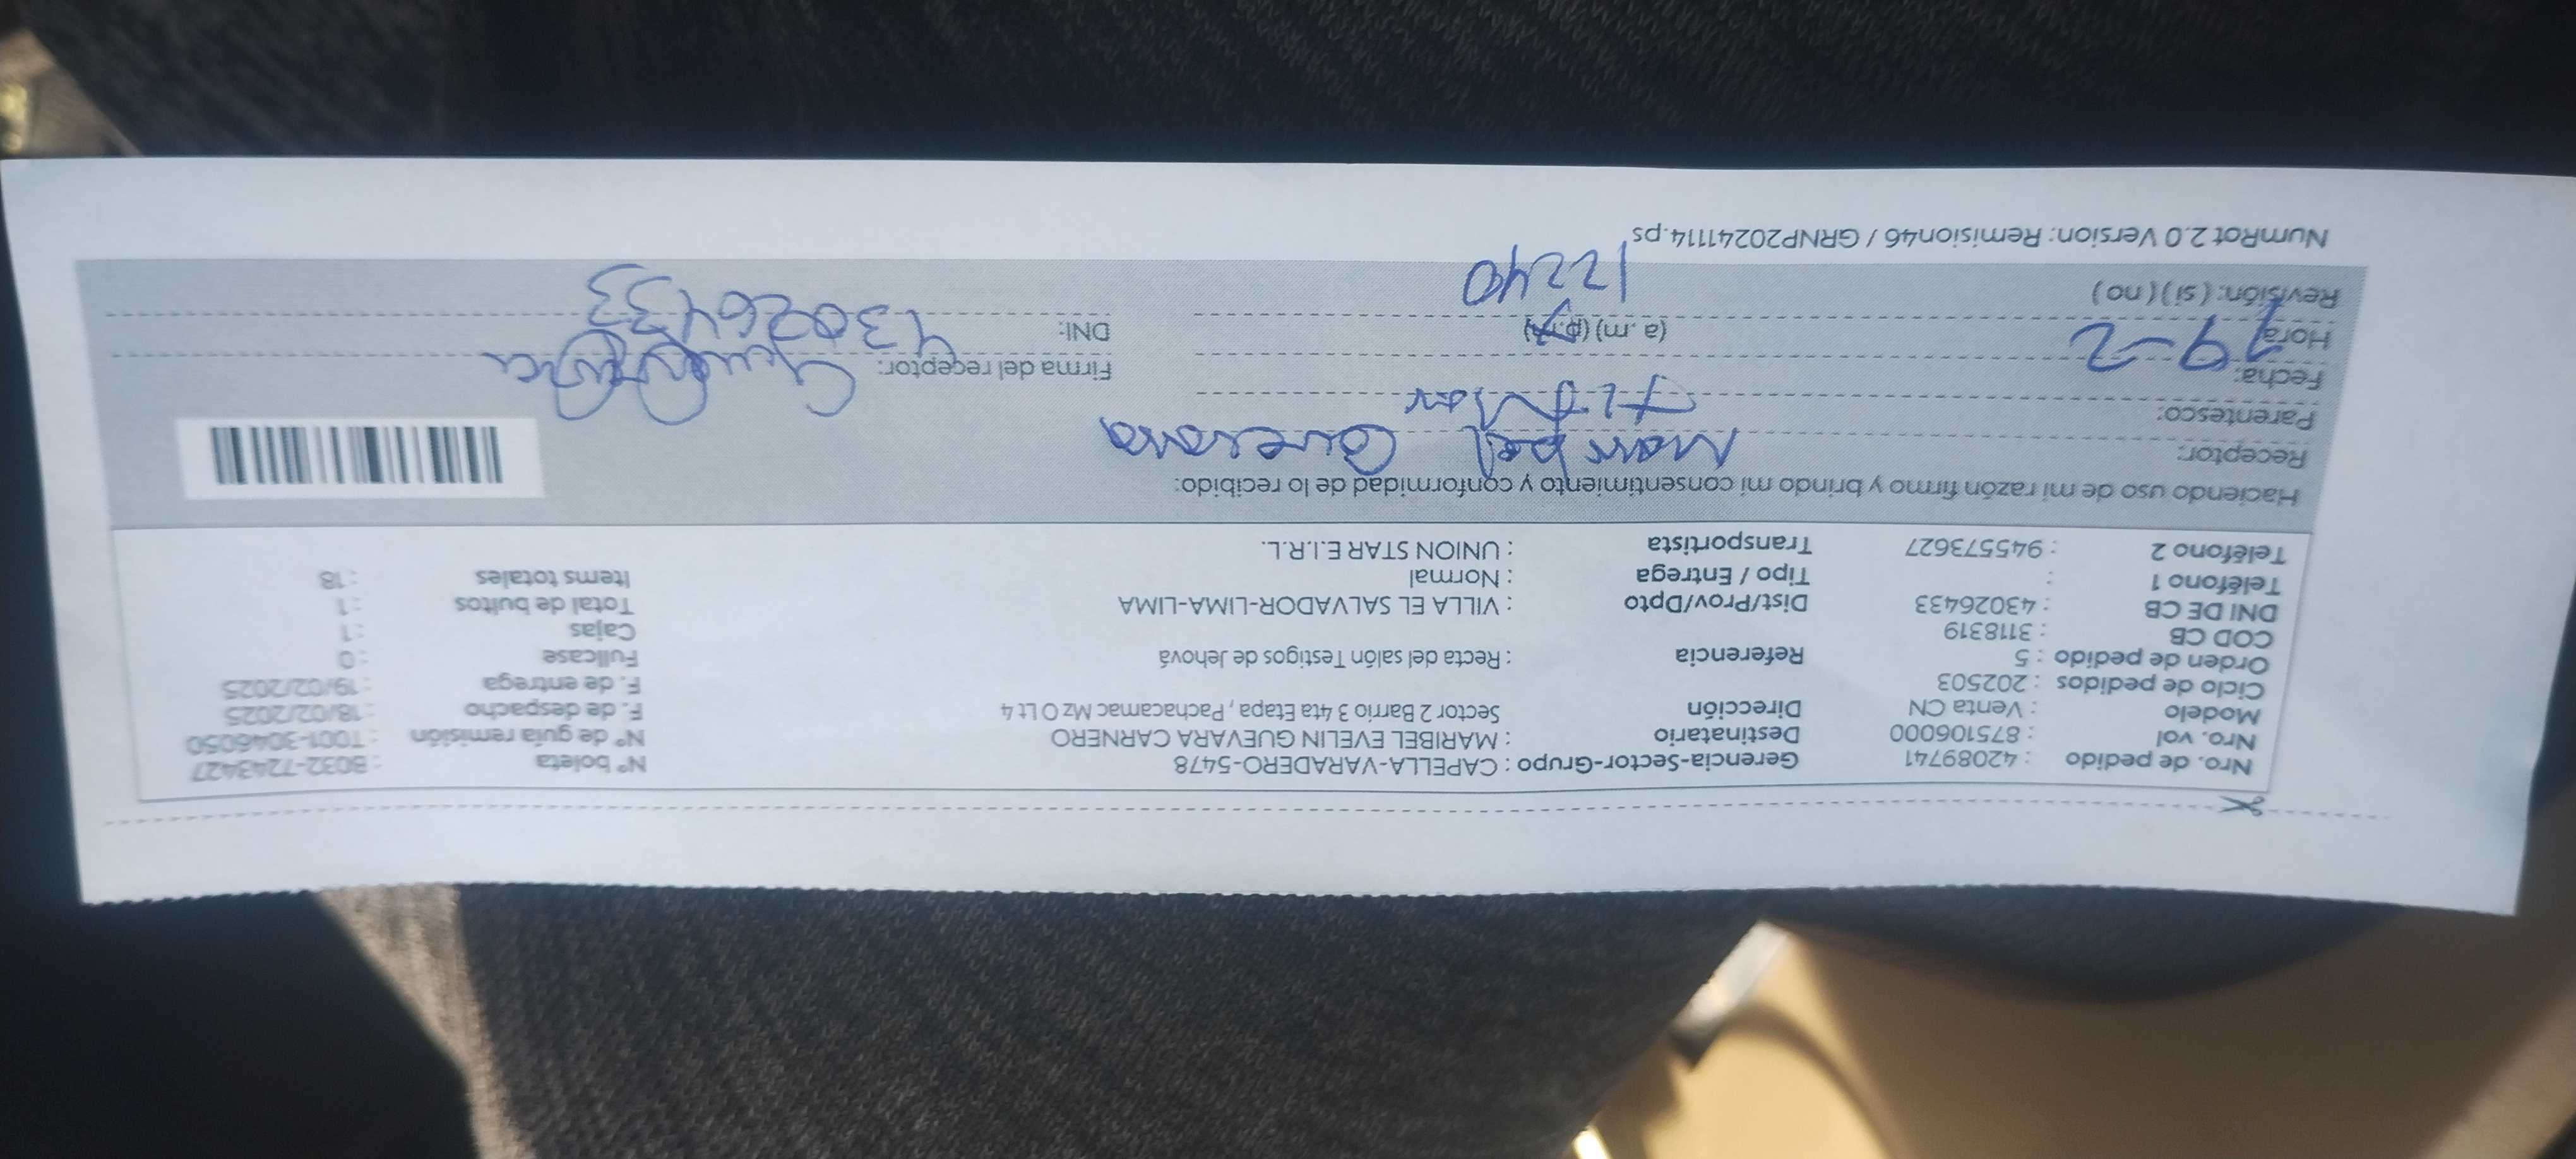 Nro. de pedido : 42089741 Gerencia-Sector-Grupo : CAPELLA-VARADERO-5478 N° boleta : B032-7243427
Nro. vol : 875106000 Destinatario : MARIBEL EVELIN GUEVARA CARNERO N° de guía remisión : T001-3046050
Modelo : Venta CN Dirección Sector 2 Barrio 3 4ta Etapa , Pachacamac Mz O Lt 4 F. de despacho : 18/02/2025
Ciclo de pedidos : 202503 F. de entrega : 19/02/2025
Orden de pedido : 5 Referencia : Recta del salón Testigos de Jehová Fullcase : 0
COD CB : 3118319 Cajas : 1
DNI DE CB : 43026433 Dist/Prov/Dpto : VILLA EL SALVADOR-LIMA-LIMA Total de bultos : 1
Teléfono 1 : Tipo / Entrega : Normal Items totales : 18
Teléfono 2 : 945573627 Transportista : UNION STAR E.I.R.L.
Haciendo uso de mi razón firmo y brindo mi consentimiento y conformidad de lo recibido:
Receptor: Maribel Guevara
Parentesco:
Fecha: 19-2 Firma del receptor:
Hora: (a .m) (p.m) DNI: 43026433
Revisión: ( si ) ( no ) 12240
NumRot 2.0 Version: Remision46 / GRNP20241114.ps